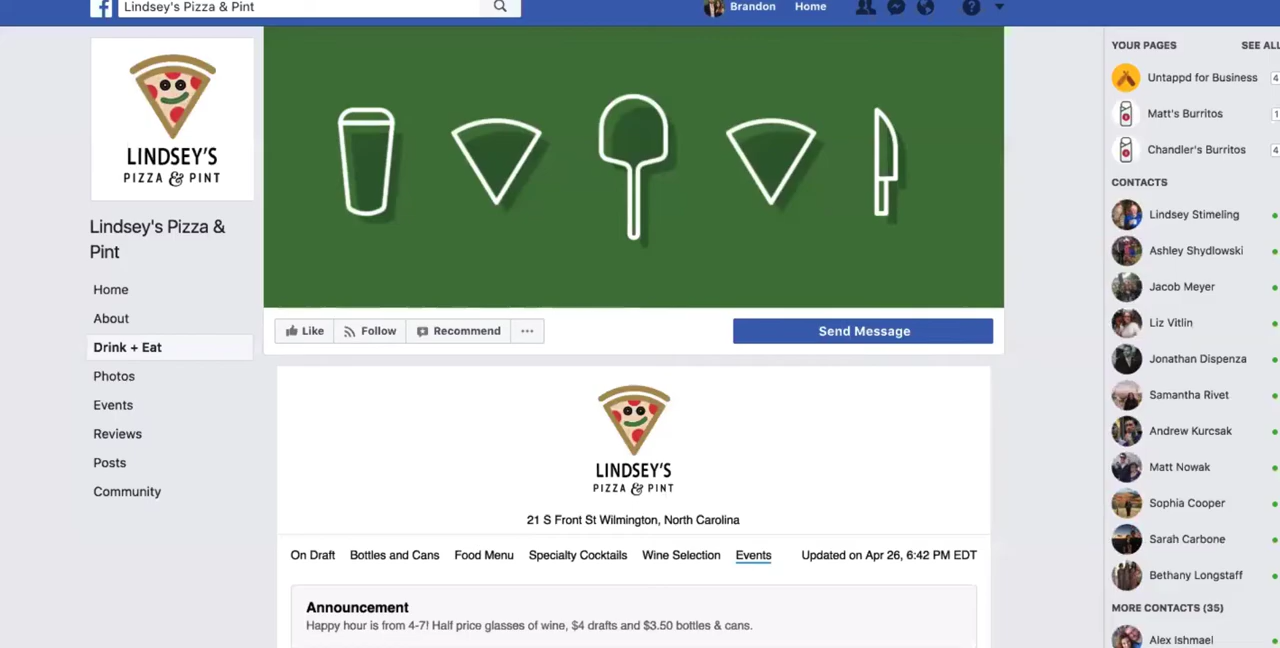 Lindsey's Pizza & Pint
Brandon
Home
LINDSEY'S
PIZZA & PINT
Lindsey's Pizza &
Pint
Home
About
Drink + Eat
Photos
Events
Reviews
Posts
Community
Like
Follow
Recommend
Send Message
LINDSEY'S
PIZZA & PINT
21 S Front St Wilmington, North Carolina
On Draft Bottles and Cans Food Menu Specialty Cocktails Wine Selection Events Updated on Apr 26, 6:42 PM EDT
Announcement
Happy hour is from 4-7! Half price glasses of wine, $4 drafts and $3.50 bottles & cans.
YOUR PAGES SEE ALL
Untappd for Business 4
Matt's Burritos 1
Chandler's Burritos 4
CONTACTS
Lindsey Stimeling
Ashley Shydlowski
Jacob Meyer
Liz Vitlin
Jonathan Dispenza
Samantha Rivet
Andrew Kurcsak
Matt Nowak
Sophia Cooper
Sarah Carbone
Bethany Longstaff
MORE CONTACTS (35)
Alex Ishmael